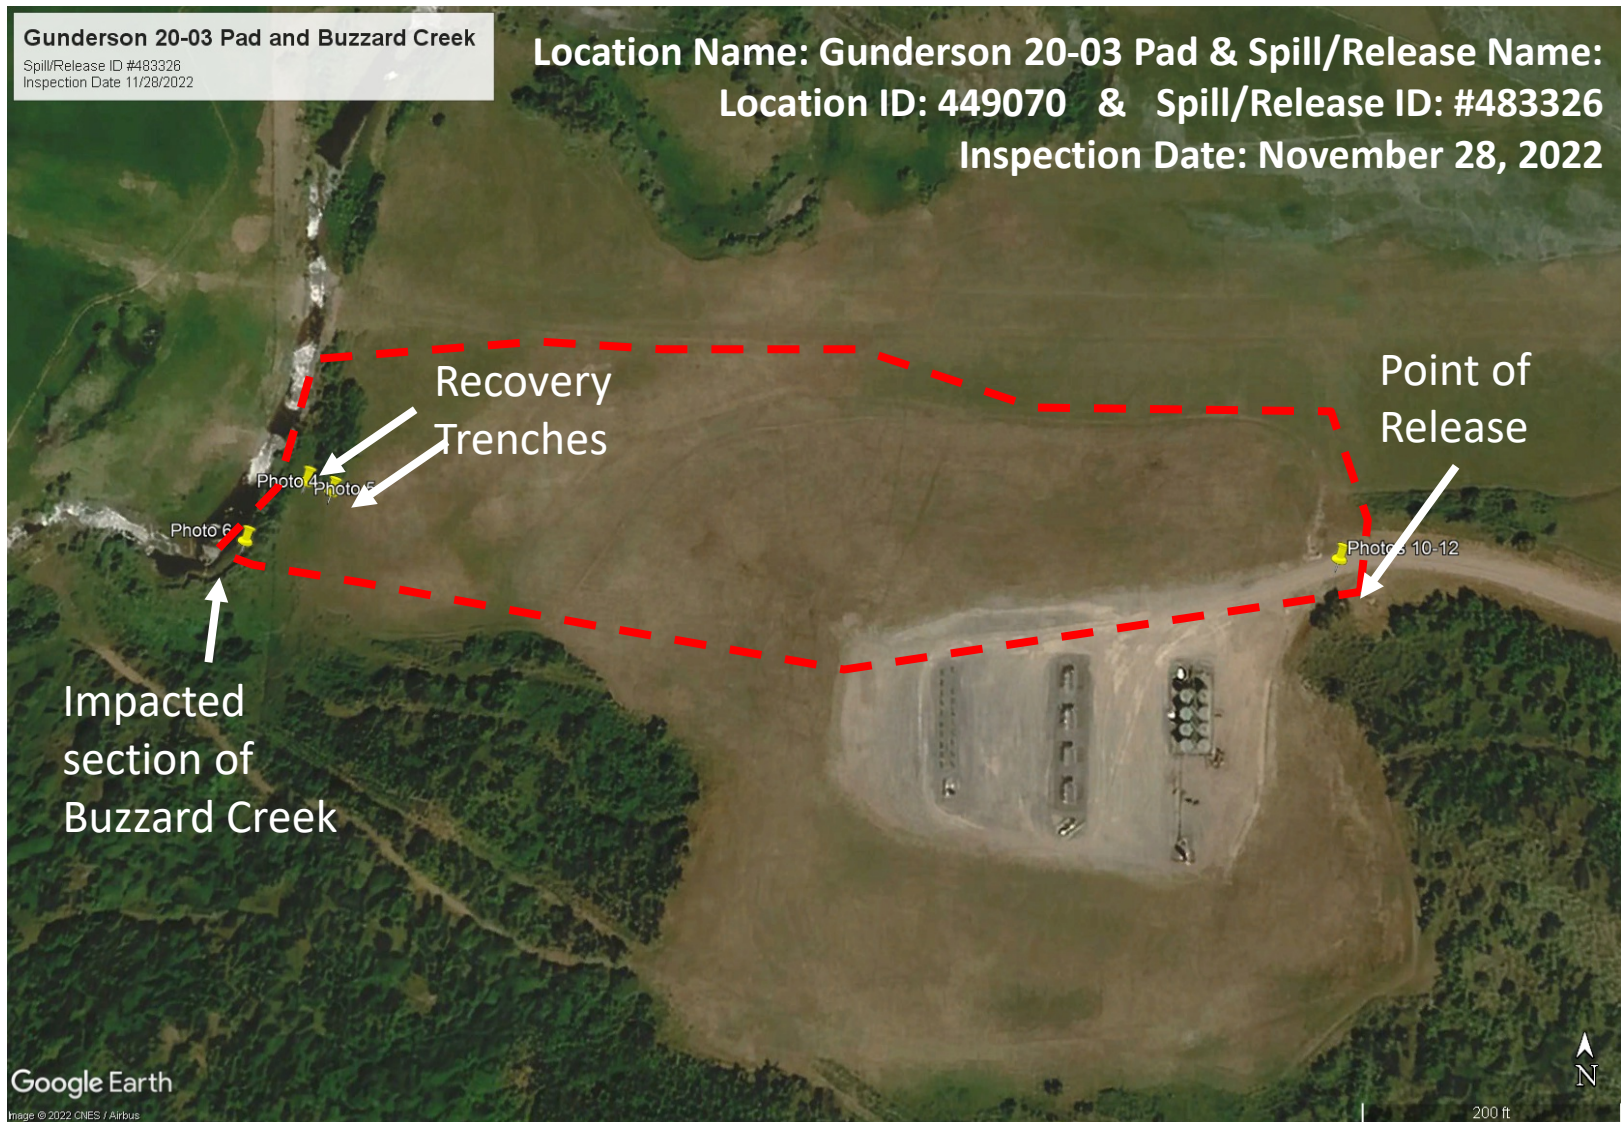 Gunderson 20-03 Pad and Buzzard Creek
Spill/Release ID #483326
Inspection Date 11/28/2022
Location Name: Gunderson 20-03 Pad & Spill/Release Name:
Location ID: 449070 & Spill/Release ID: #483326
Inspection Date: November 28, 2022
Recovery
Trenches
Point of
Release
Photo 4
Photo 5
Photo 6
Photos 10-12
Impacted
section of
Buzzard Creek
Google Earth
Image © 2022 CNES / Airbus
N
200 ft